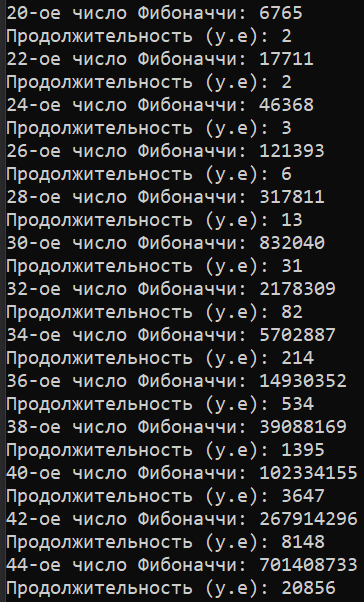 20-ое число Фибоначчи: 6765
Продолжительность (у.е): 2
22-ое число Фибоначчи: 17711
Продолжительность (у.е): 2
24-ое число Фибоначчи: 46368
Продолжительность (у.е): 3
26-ое число Фибоначчи: 121393
Продолжительность (у.е): 6
28-ое число Фибоначчи: 317811
Продолжительность (у.е): 13
30-ое число Фибоначчи: 832040
Продолжительность (у.е): 31
32-ое число Фибоначчи: 2178309
Продолжительность (у.е): 82
34-ое число Фибоначчи: 5702887
Продолжительность (у.е): 214
36-ое число Фибоначчи: 14930352
Продолжительность (у.е): 534
38-ое число Фибоначчи: 39088169
Продолжительность (у.е): 1395
40-ое число Фибоначчи: 102334155
Продолжительность (у.е): 3647
42-ое число Фибоначчи: 267914296
Продолжительность (у.е): 8148
44-ое число Фибоначчи: 701408733
Продолжительность (у.е): 20856